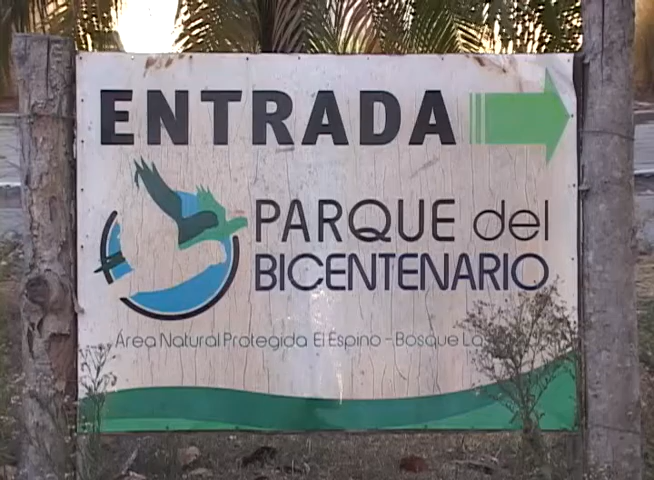 ENTRADA
PARQUE del
BICENTENARIO
Área Natural Protegida El Espino - Bosque